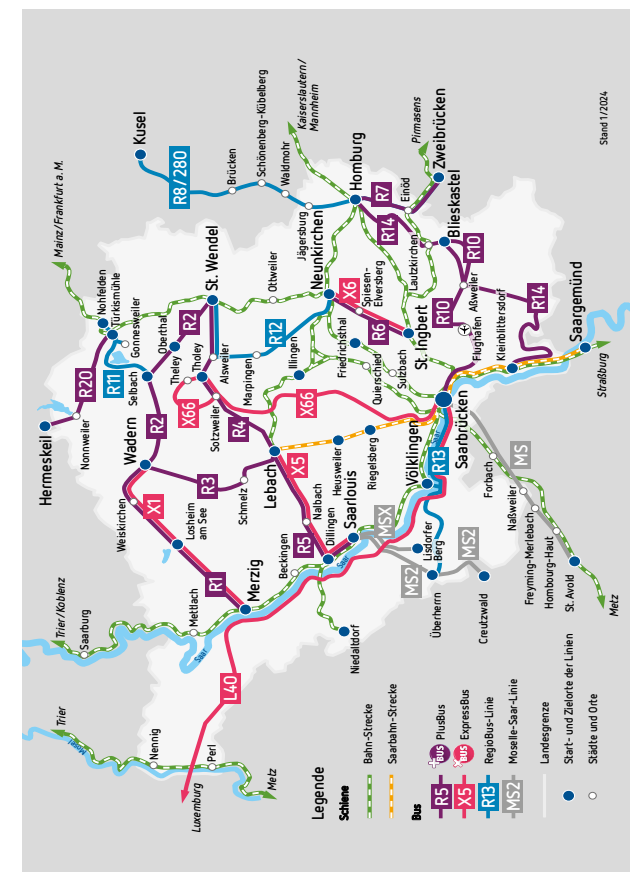 Hermeskeil
Nonnweiler
R20
Nohfelden
Türkismühle
Mainz/Frankfurt a. M.
Gonnesweiler
R11
Selbach
Oberthal
R2
St. Wendel
Theley
Tholey
Alsweiler
X66
Sotzweiler
R4
Marpingen
R12
Ottweiler
Wadern
R2
R3
Schmelz
Lebach
X66
Illingen
Neunkirchen
X6
Spiesen-
Elversberg
R6
Friedrichsthal
Quierschied
Sulzbach
St. Ingbert
Kusel
R8/280
Brücken
Schönenberg-Kübelberg
Waldmohr
Jägersburg
Kaiserslautern/
Mannheim
Homburg
R7
R14
Einöd
Pirmasens
Zweibrücken
Lautzkirchen
Blieskastel
R10
R10
Aßweiler
Flughafen
R14
Kleinblittersdorf
Saargemünd
Straßburg
Weiskirchen
X1
Losheim
am See
R1
Merzig
Trier/Koblenz
Saarburg
Mettlach
Saar
Beckingen
X5
Nalbach
R5
Dillingen
Saarlouis
Saar
Heusweiler
Riegelsberg
Völklingen
R13
Saar
Saarbrücken
MSX
Lisdorfer
Berg
MS2
MS2
Überherrn
Creutzwald
Niedaltdorf
Forbach
MS
Naßweiler
Freyming-Merlebach
Hombourg-Haut
St. Avold
Metz
Trier
Mosel
Nennig
Perl
Metz
L40
Luxemburg
Legende
Schiene
Bahn-Strecke
Saarbahn-Strecke
Bus
R5
BUS
PlusBus
X5
BUS
ExpressBus
R13
RegioBus-Linie
MS2
Moselle-Saar-Linie
Landesgrenze
Start- und Zielorte der Linien
Städte und Orte
Stand 1/2024